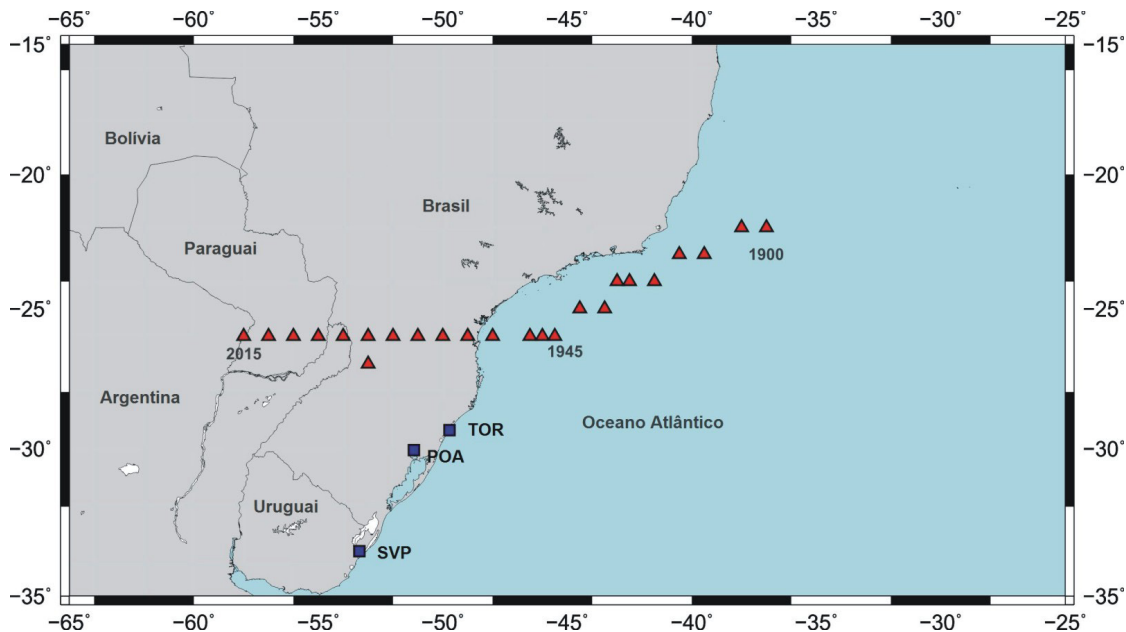 −65 −60˚ −55˚ −50˚ −45˚ −40˚ −35˚ −30˚ −25
−15˚ −15˚
Bolívia
−20˚ −20˚
Brasil
Paraguai
1900
−25˚ −25˚
2015 1945
Argentina
Oceano Atlântico
TOR
−30˚ −30˚
POA
Uruguai
SVP
−35˚ −35˚
−65˚ −60˚ −55˚ −50˚ −45˚ −40˚ −35˚ −30˚ −25˚